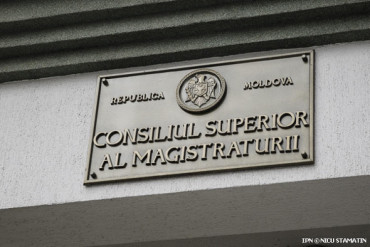 REPUBLICA MOLDOVA
CONSILIUL SUPERIOR
AL MAGISTRATURII
IPN © NICU STAMATIN